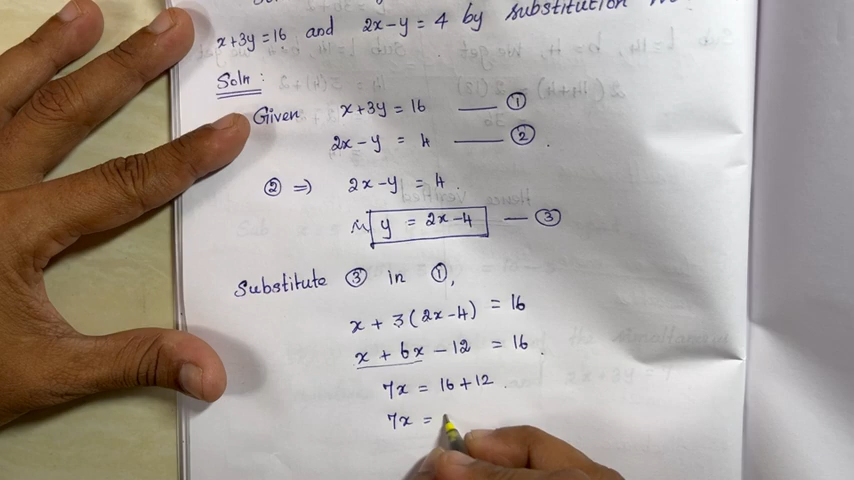 x+3y=16 and 2x-y = 4 by substitution
Soln :
Given x+3y = 16 —— ①
2x-y = 4 —— ② .
② ⇒ 2x-y = 4 .
y = 2x-4 — ③
Substitute ③ in ①,
x + 3(2x-4) = 16
x + 6x - 12 = 16 .
7x = 16+12 .
7x =